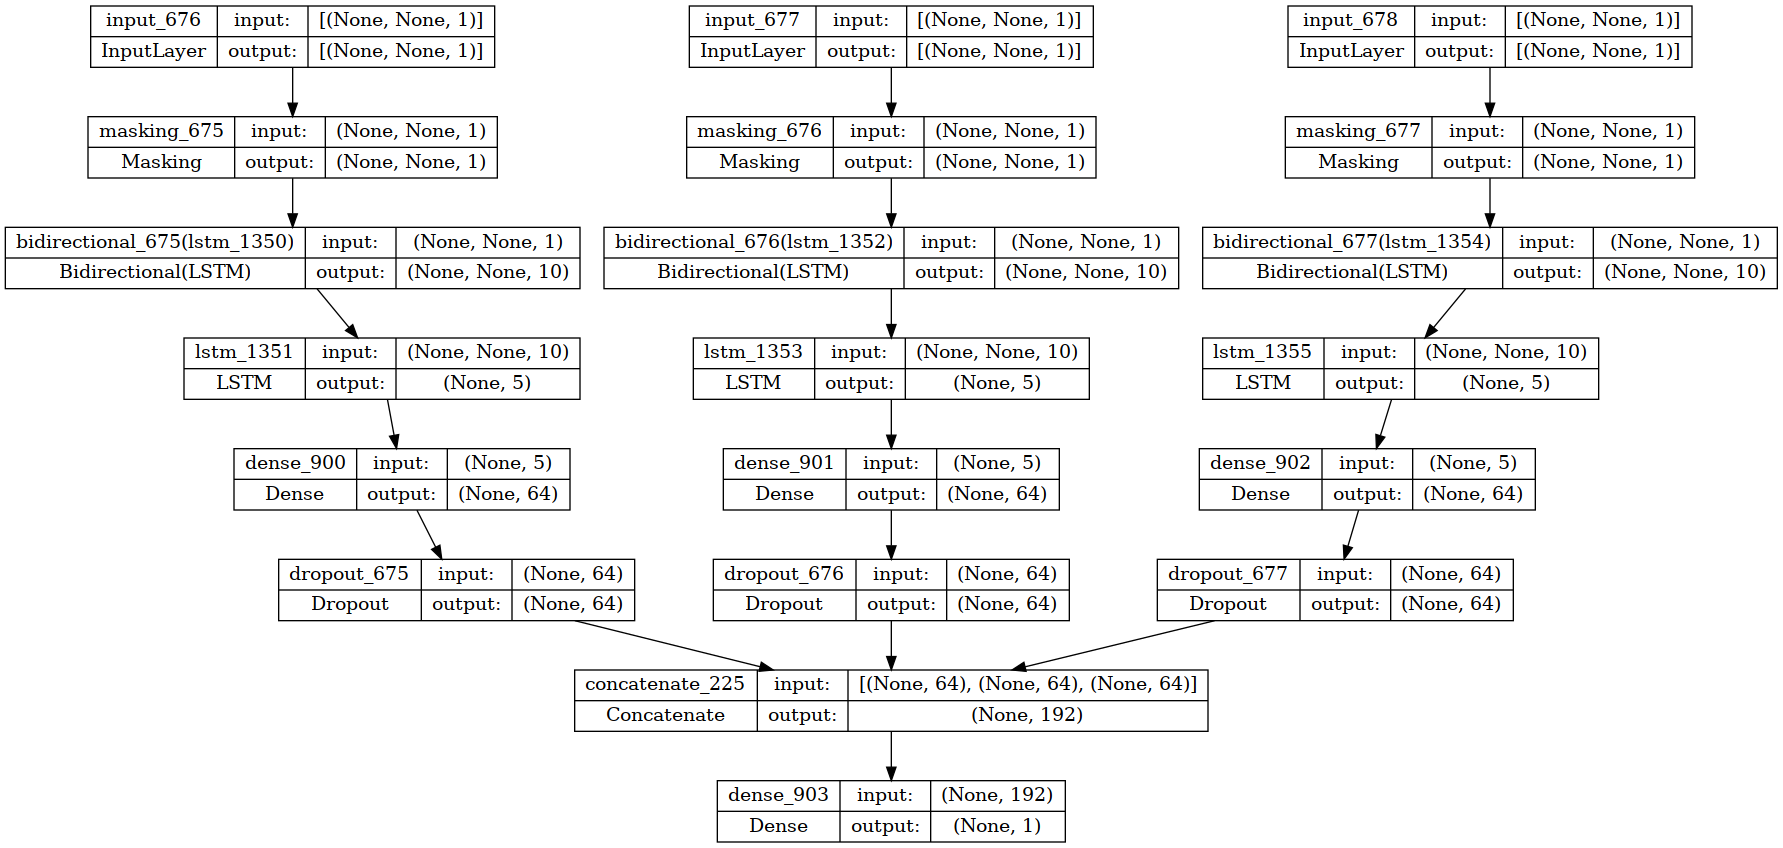 input_676 input: [(None, None, 1)]
InputLayer output: [(None, None, 1)]
input_677 input: [(None, None, 1)]
InputLayer output: [(None, None, 1)]
input_678 input: [(None, None, 1)]
InputLayer output: [(None, None, 1)]
masking_675 input: (None, None, 1)
Masking output: (None, None, 1)
masking_676 input: (None, None, 1)
Masking output: (None, None, 1)
masking_677 input: (None, None, 1)
Masking output: (None, None, 1)
bidirectional_675(lstm_1350) input: (None, None, 1)
Bidirectional(LSTM) output: (None, None, 10)
bidirectional_676(lstm_1352) input: (None, None, 1)
Bidirectional(LSTM) output: (None, None, 10)
bidirectional_677(lstm_1354) input: (None, None, 1)
Bidirectional(LSTM) output: (None, None, 10)
lstm_1351 input: (None, None, 10)
LSTM output: (None, 5)
lstm_1353 input: (None, None, 10)
LSTM output: (None, 5)
lstm_1355 input: (None, None, 10)
LSTM output: (None, 5)
dense_900 input: (None, 5)
Dense output: (None, 64)
dense_901 input: (None, 5)
Dense output: (None, 64)
dense_902 input: (None, 5)
Dense output: (None, 64)
dropout_675 input: (None, 64)
Dropout output: (None, 64)
dropout_676 input: (None, 64)
Dropout output: (None, 64)
dropout_677 input: (None, 64)
Dropout output: (None, 64)
concatenate_225 input: [(None, 64), (None, 64), (None, 64)]
Concatenate output: (None, 192)
dense_903 input: (None, 192)
Dense output: (None, 1)